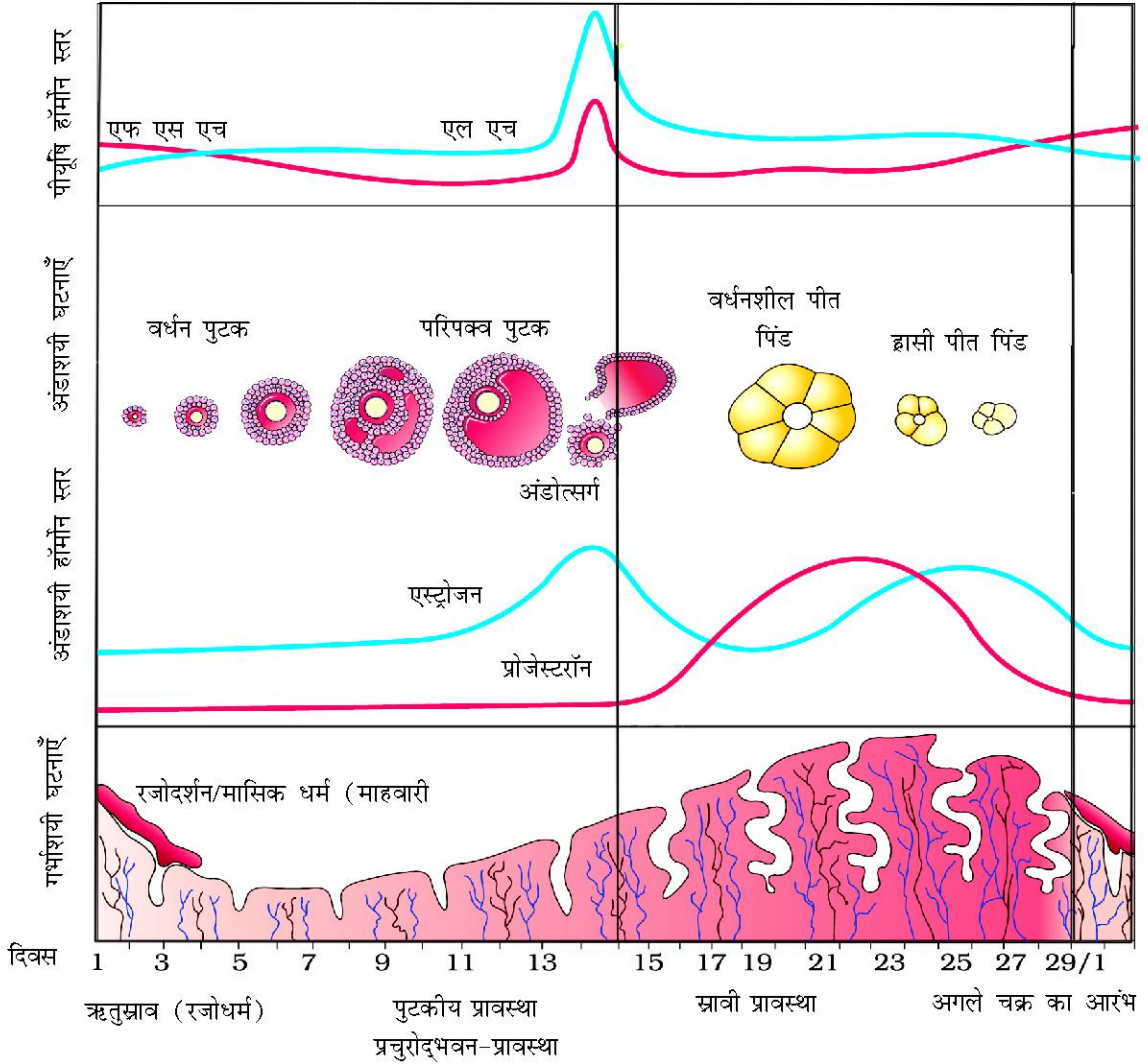 पीयूषि हॉर्मोन स्तर
एफ एस एच
एल एच
अंडाशयी घटनाएँ
वर्धन पुटक
परिपक्व पुटक
वर्धनशील पीत
पिंड
ह्रासी पीत पिंड
अंडोत्सर्ग
अंडाशयी हॉर्मोन स्तर
एस्ट्रोजन
प्रोजेस्टरॉन
गर्भाशयी घटनाएँ
रजोदर्शन/मासिक धर्म (माहवारी
दिवस 1 3 5 7 9 11 13 15 17 19 21 23 25 27 29/1
ऋतुस्राव (रजोधर्म) पुटकीय प्रावस्था स्रावी प्रावस्था अगले चक्र का आरंभ
प्रचुरोद्भवन-प्रावस्था